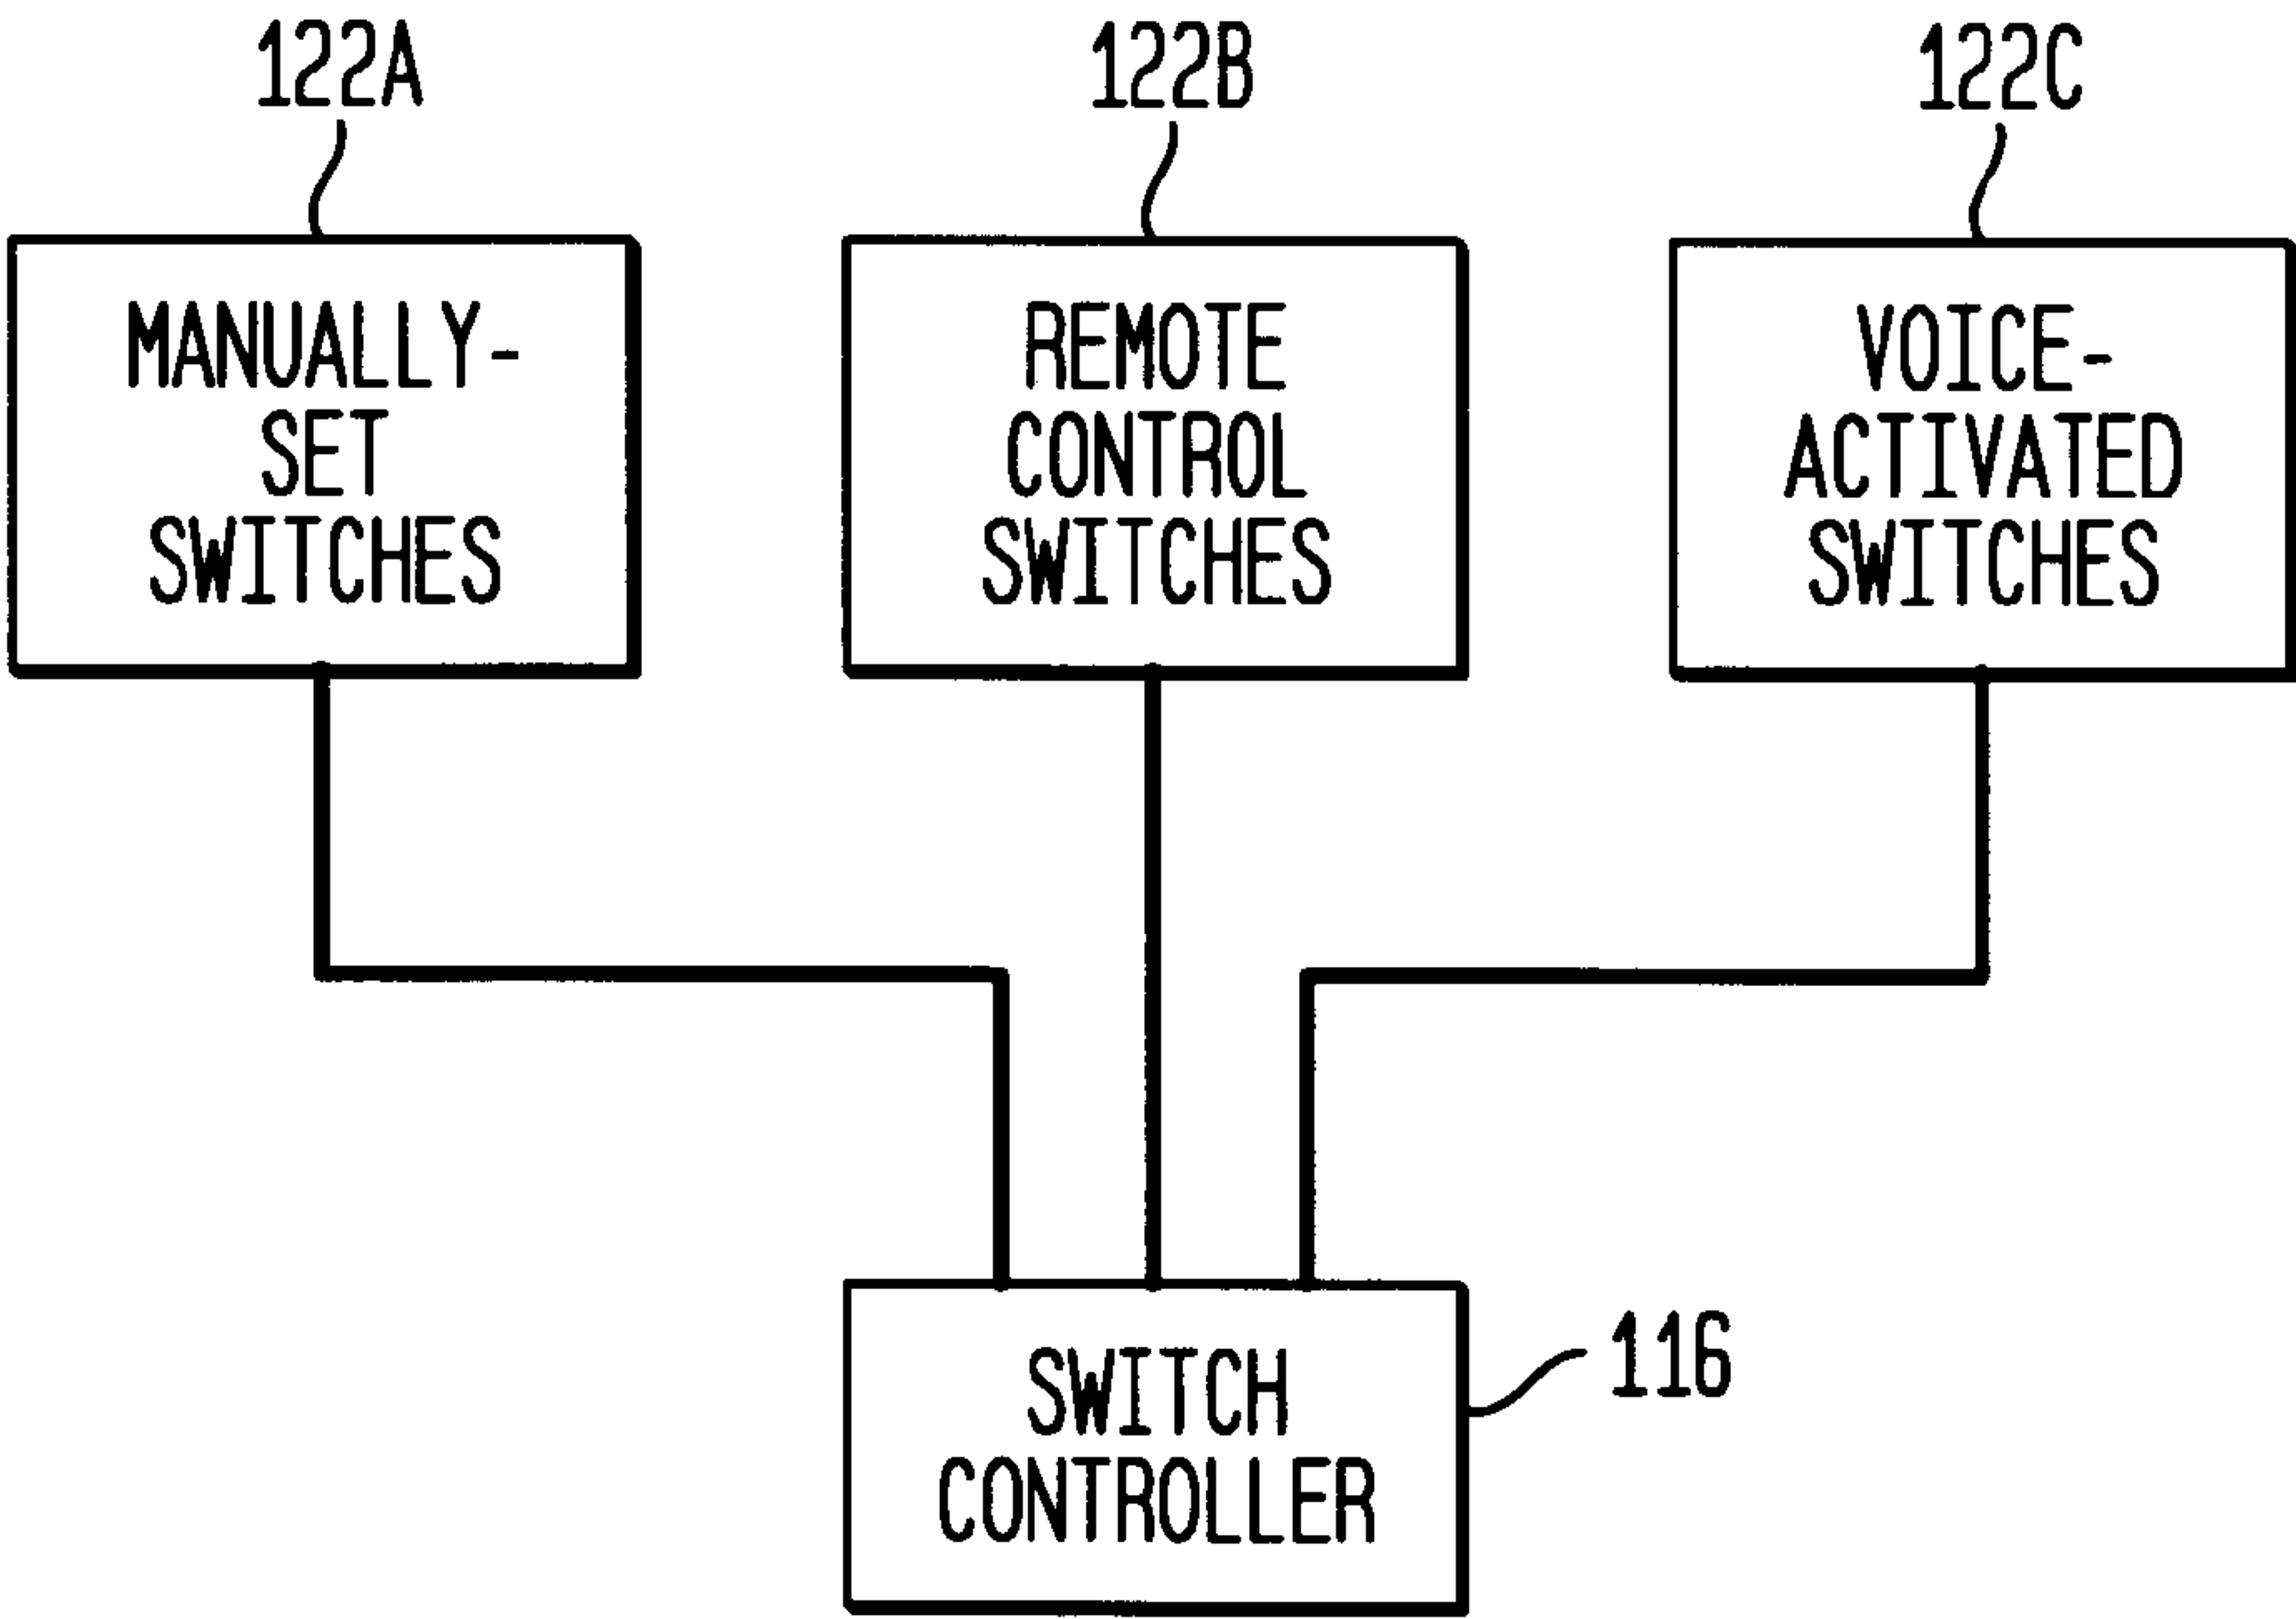 122A
122B
122C
MANUALLY-
SET
SWITCHES
REMOTE
CONTROL
SWITCHES
VOICE-
ACTIVATED
SWITCHES
SWITCH
CONTROLLER
116